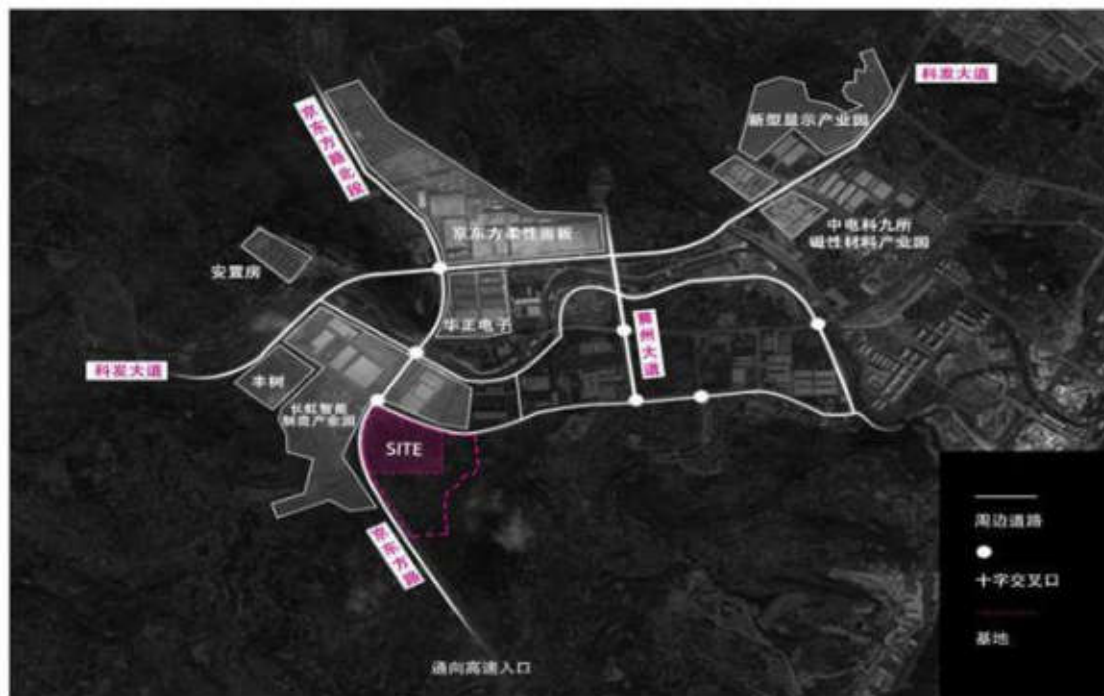 科发大道
新型显示产业园
京东方路北段
中电科九所
磁性材料产业园
京东方柔性面板
安置房
华正电子
科发大道
丰树
长虹智能
制造产业园
SITE
京东方路
通向高速入口
周边道路
十字交叉口
基地